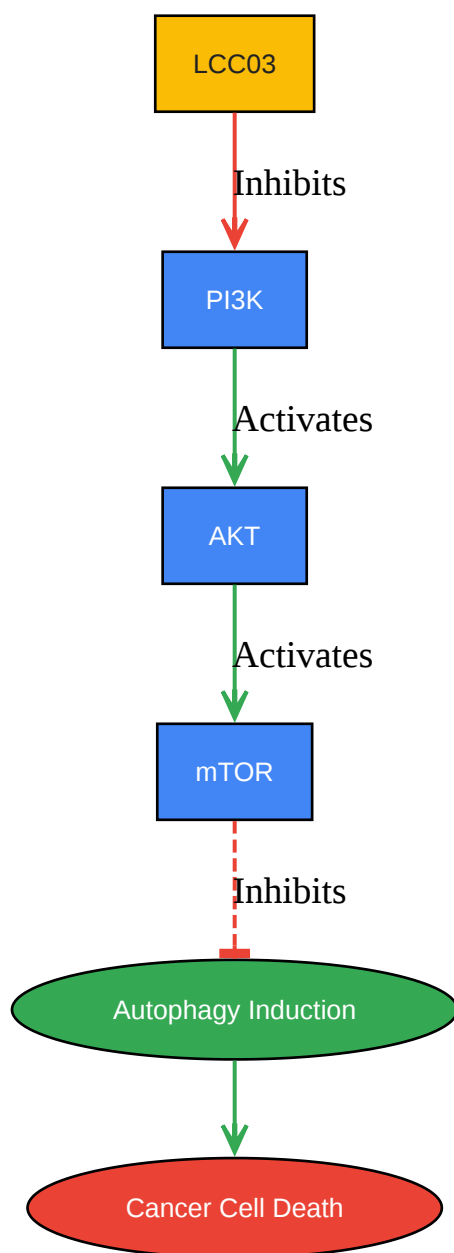 LCC03
Inhibits
PI3K
Activates
AKT
Activates
mTOR
Inhibits
Autophagy Induction
Cancer Cell Death